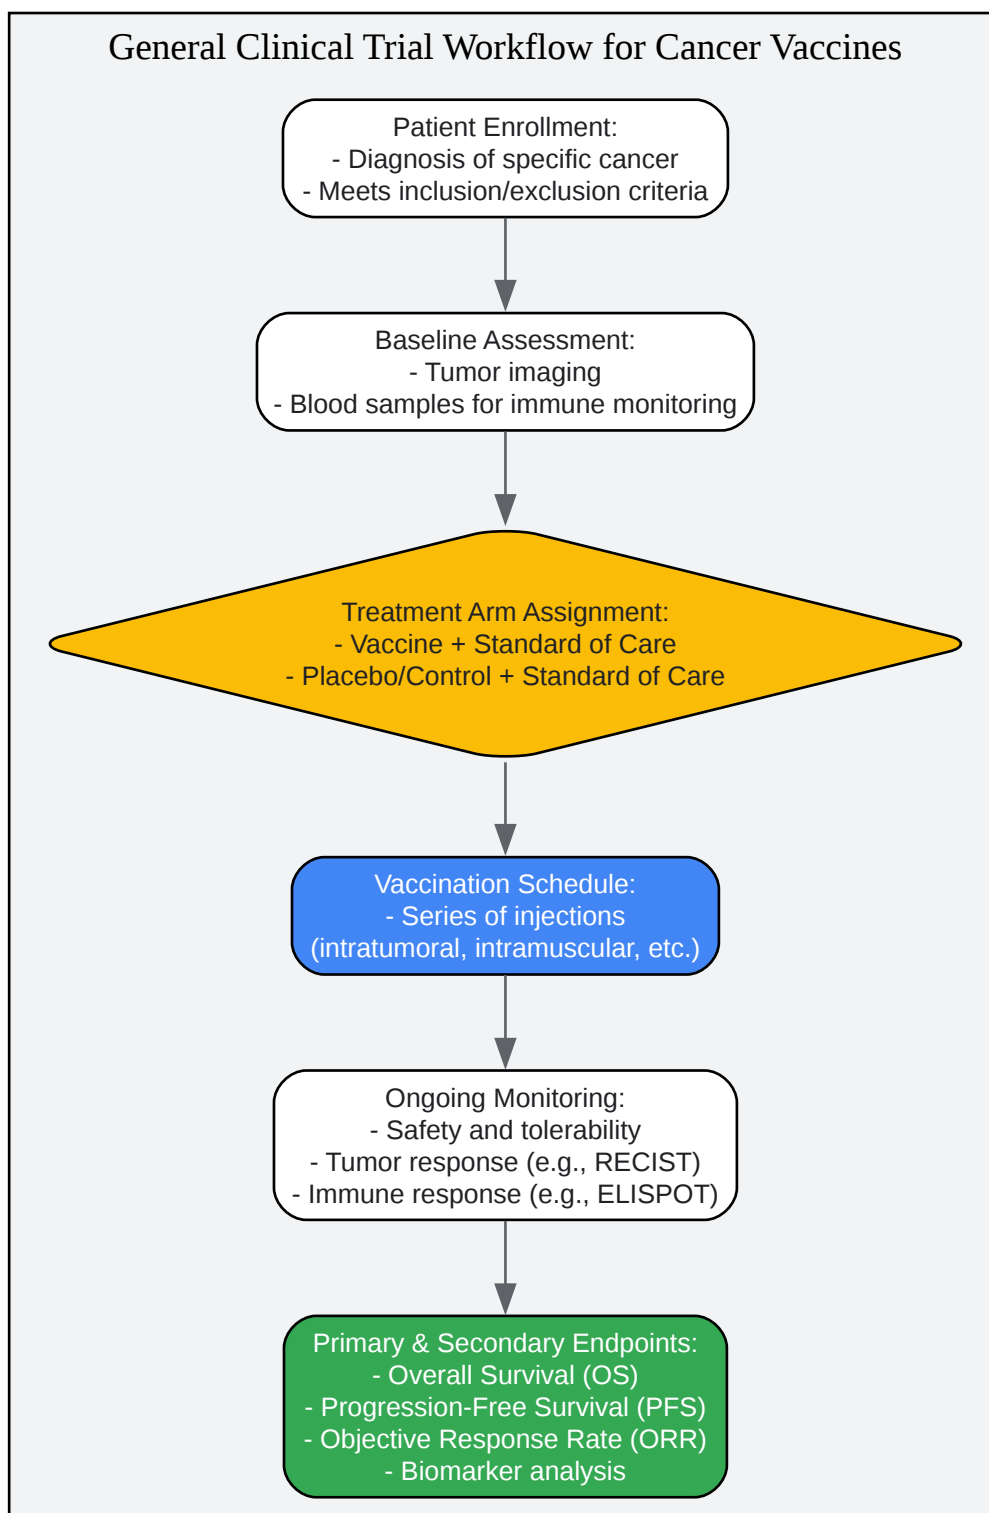 General Clinical Trial Workflow for Cancer Vaccines
Patient Enrollment:
- Diagnosis of specific cancer
- Meets inclusion/exclusion criteria
Baseline Assessment:
- Tumor imaging
- Blood samples for immune monitoring
Treatment Arm Assignment:
- Vaccine + Standard of Care
- Placebo/Control + Standard of Care
Vaccination Schedule:
- Series of injections
(intratumoral, intramuscular, etc.)
Ongoing Monitoring:
- Safety and tolerability
- Tumor response (e.g., RECIST)
- Immune response (e.g., ELISPOT)
Primary & Secondary Endpoints:
- Overall Survival (OS)
- Progression-Free Survival (PFS)
- Objective Response Rate (ORR)
- Biomarker analysis